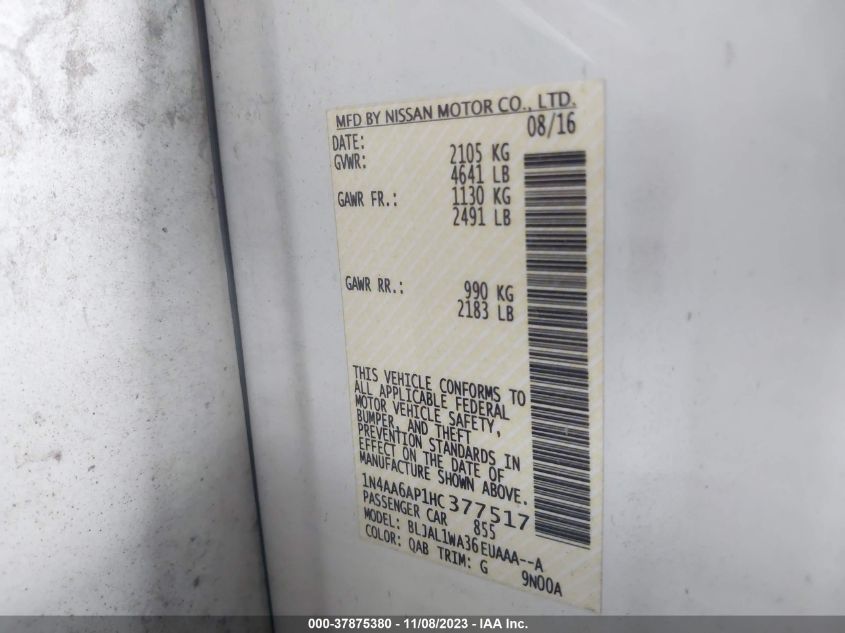 MFD BY NISSAN MOTOR CO., LTD.
DATE: 08/16
GVWR: 2105 KG
4641 LB
GAWR FR.: 1130 KG
2491 LB
GAWR RR.: 990 KG
2183 LB
THIS VEHICLE CONFORMS TO
ALL APPLICABLE FEDERAL
MOTOR VEHICLE SAFETY,
BUMPER, AND THEFT
PREVENTION STANDARDS IN
EFFECT ON THE DATE OF
MANUFACTURE SHOWN ABOVE.
1N4AA6AP1HC377517
PASSENGER CAR 855
MODEL: BLJAL1WA36EUAAA--A
COLOR: QAB TRIM: G 9N00A
000-37875380 - 11/08/2023 - IAA Inc.